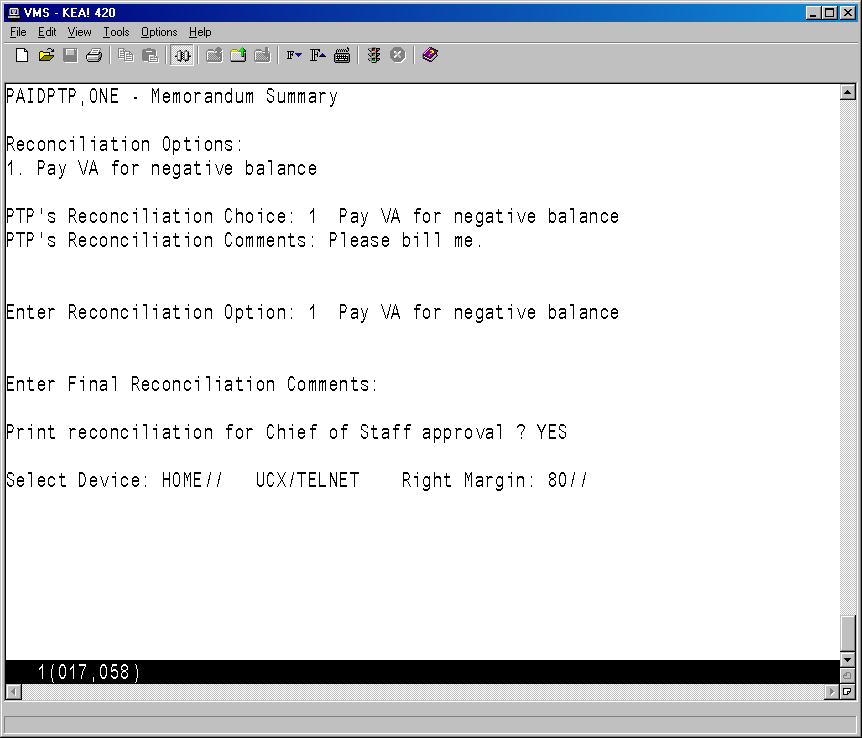 VMS - KEA! 420
File Edit View Tools Options Help
PAIDPTP,ONE - Memorandum Summary
Reconciliation Options:
1. Pay VA for negative balance
PTP's Reconciliation Choice: 1  Pay VA for negative balance
PTP's Reconciliation Comments: Please bill me.
Enter Reconciliation Option: 1  Pay VA for negative balance
Enter Final Reconciliation Comments:
Print reconciliation for Chief of Staff approval ? YES
Select Device: HOME//   UCX/TELNET    Right Margin: 80//
1(017,058)